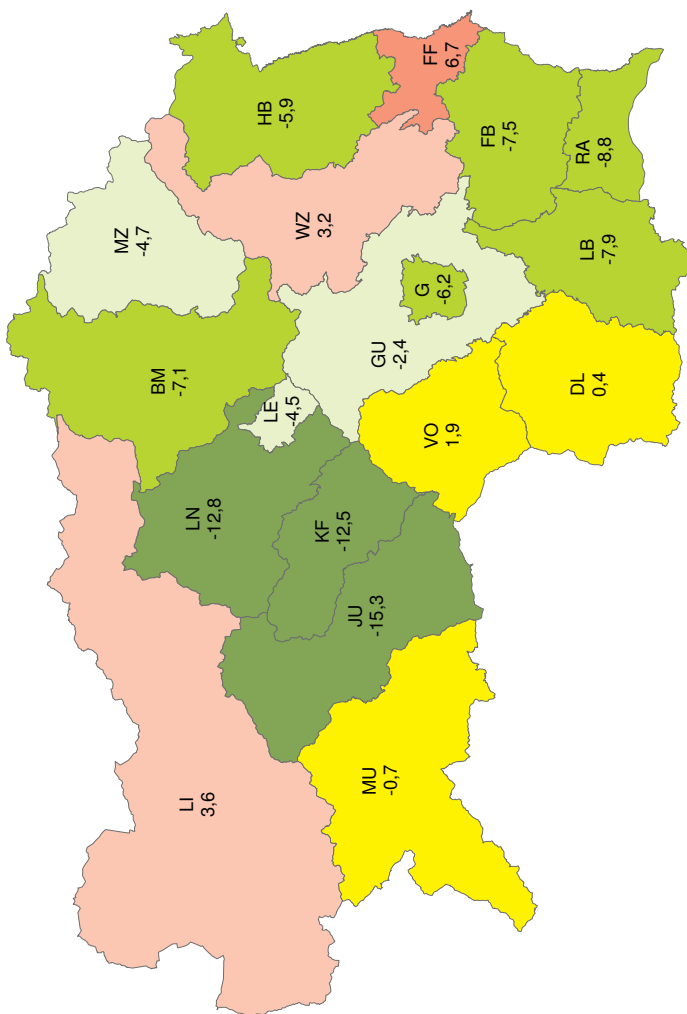 MZ
-4,7
BM
-7,1
LI
3,6
LN
-12,8
HB
-5,9
LE
-4,5
WZ
3,2
KF
-12,5
JU
-15,3
MU
-0,7
GU
-2,4
G
-6,2
FF
6,7
VO
1,9
FB
-7,5
DL
0,4
RA
-8,8
LB
-7,9